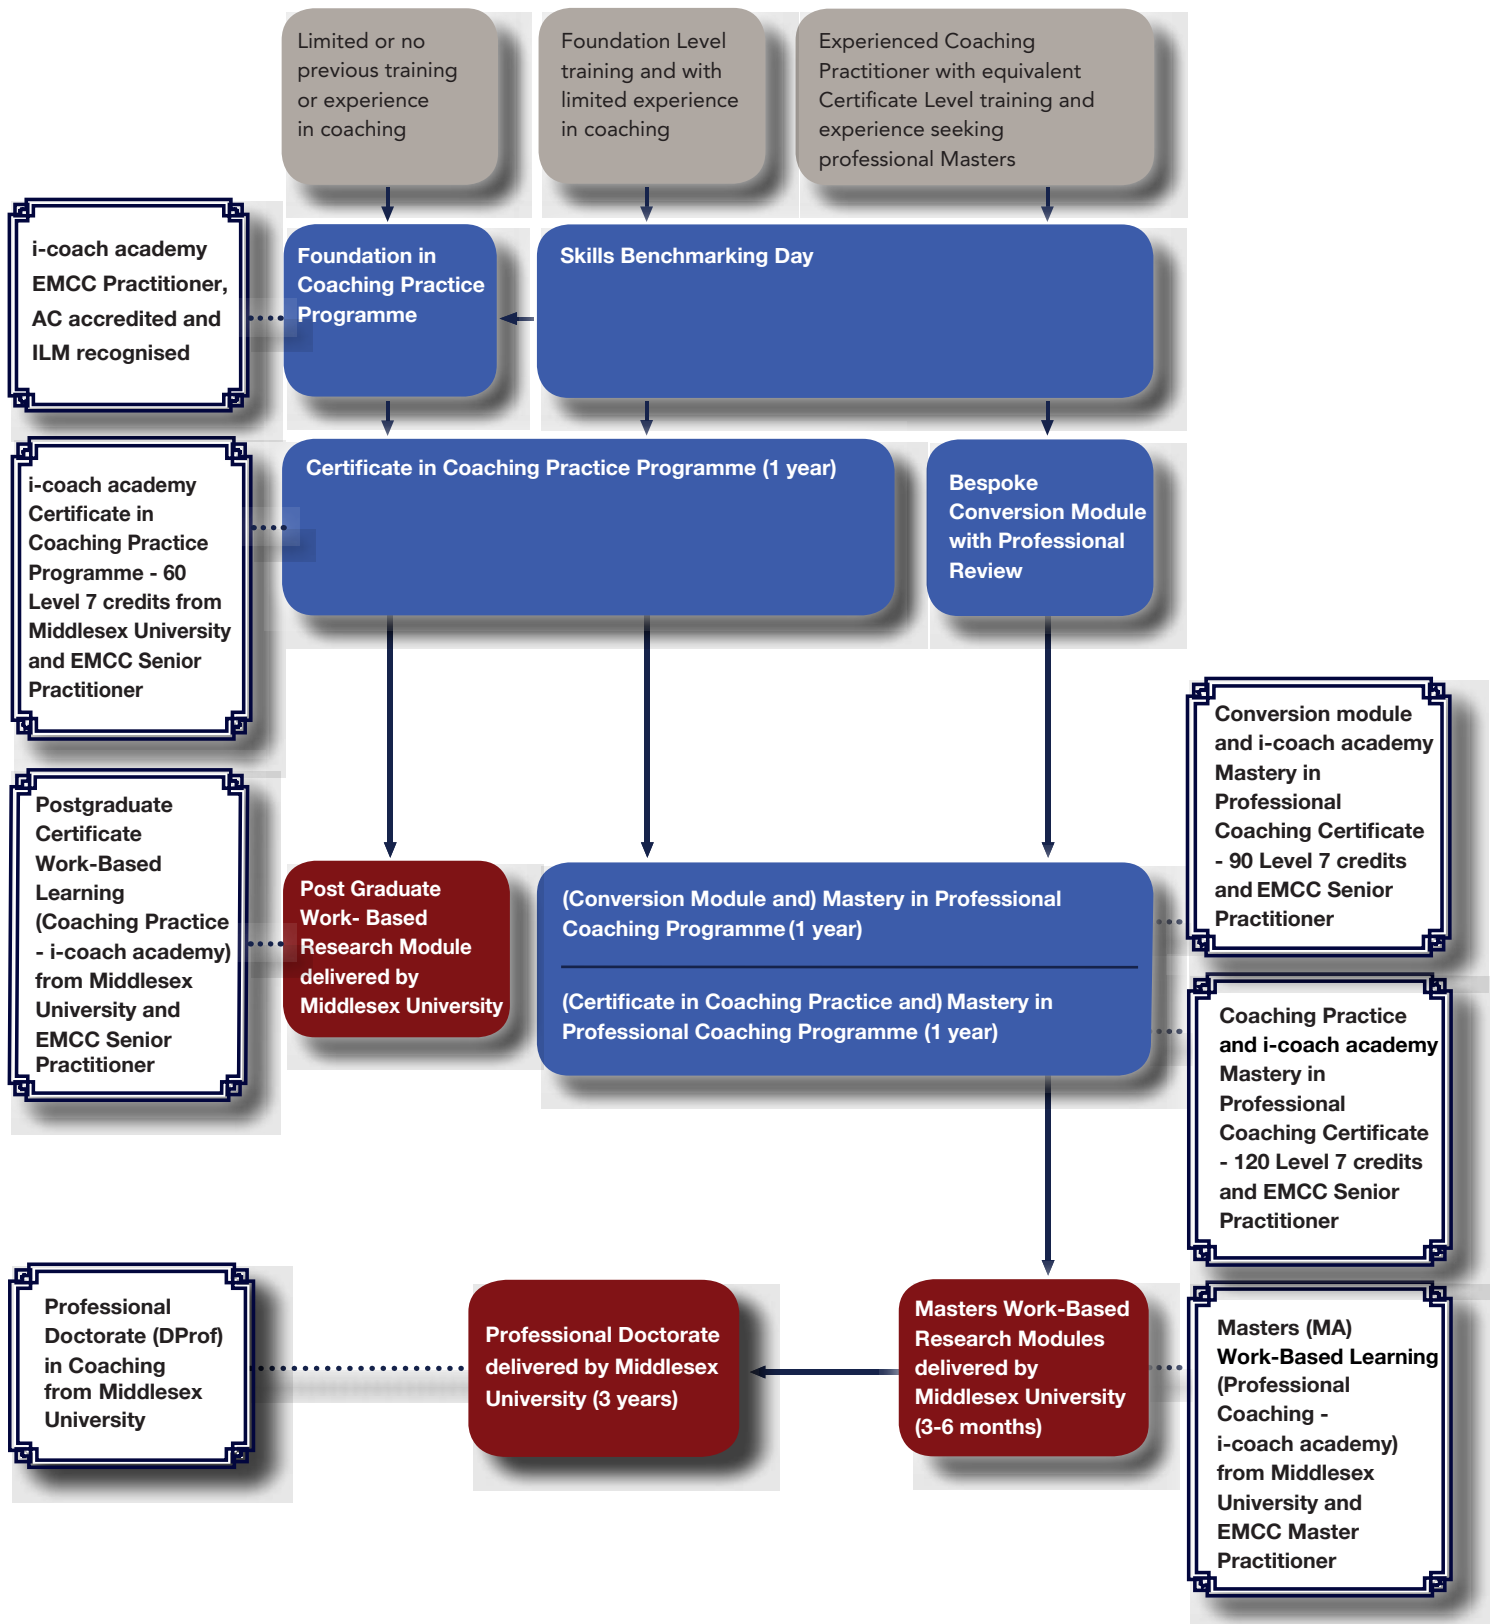 Limited or no
previous training
or experience
in coaching
Foundation Level
training and with
limited experience
in coaching
Experienced Coaching
Practitioner with equivalent
Certificate Level training and
experience seeking
professional Masters
i-coach academy
EMCC Practitioner,
AC accredited and
ILM recognised
Foundation in
Coaching Practice
Programme
Skills Benchmarking Day
i-coach academy
Certificate in
Coaching Practice
Programme - 60
Level 7 credits from
Middlesex University
and EMCC Senior
Practitioner
Certificate in Coaching Practice Programme (1 year)
Bespoke
Conversion Module
with Professional
Review
Conversion module
and i-coach academy
Mastery in
Professional
Coaching Certificate
- 90 Level 7 credits
and EMCC Senior
Practitioner
Postgraduate
Certificate
Work-Based
Learning
(Coaching Practice
- i-coach academy)
from Middlesex
University and
EMCC Senior
Practitioner
Post Graduate
Work- Based
Research Module
delivered by
Middlesex University
(Conversion Module and) Mastery in Professional
Coaching Programme (1 year)
(Certificate in Coaching Practice and) Mastery in
Professional Coaching Programme (1 year)
Coaching Practice
and i-coach academy
Mastery in
Professional
Coaching Certificate
- 120 Level 7 credits
and EMCC Senior
Practitioner
Professional
Doctorate (DProf)
in Coaching
from Middlesex
University
Professional Doctorate
delivered by Middlesex
University (3 years)
Masters Work-Based
Research Modules
delivered by
Middlesex University
(3-6 months)
Masters (MA)
Work-Based Learning
(Professional
Coaching -
i-coach academy)
from Middlesex
University and
EMCC Master
Practitioner